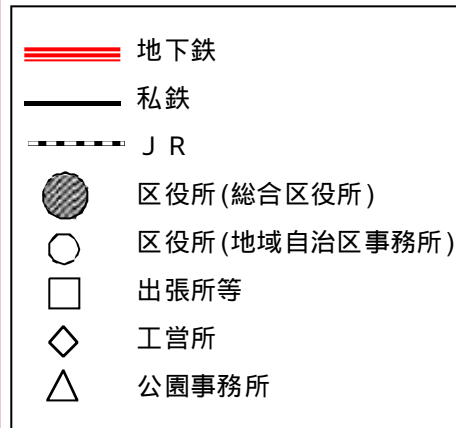 地下鉄
私鉄
ＪＲ
区役所(総合区役所)
区役所(地域自治区事務所)
出張所等
工営所
公園事務所